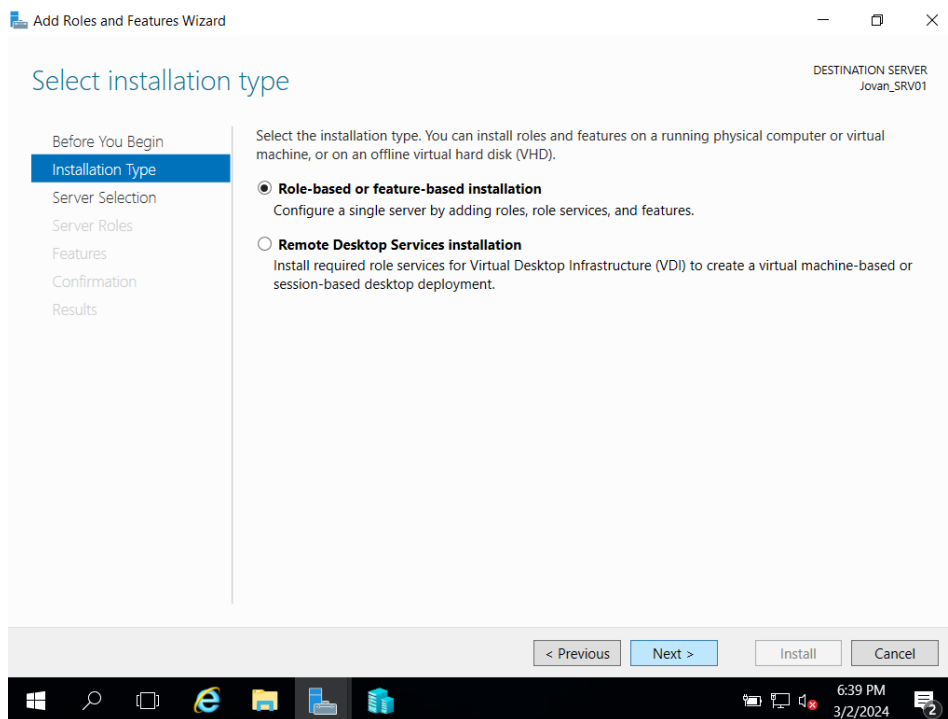 Add Roles and Features Wizard
Select installation type
DESTINATION SERVER
Jovan_SRV01
Before You Begin
Installation Type
Server Selection
Server Roles
Features
Confirmation
Results
Select the installation type. You can install roles and features on a running physical computer or virtual
machine, or on an offline virtual hard disk (VHD).
Role-based or feature-based installation
Configure a single server by adding roles, role services, and features.
Remote Desktop Services installation
Install required role services for Virtual Desktop Infrastructure (VDI) to create a virtual machine-based or
session-based desktop deployment.
< Previous
Next >
Install
Cancel
6:39 PM
3/2/2024
2